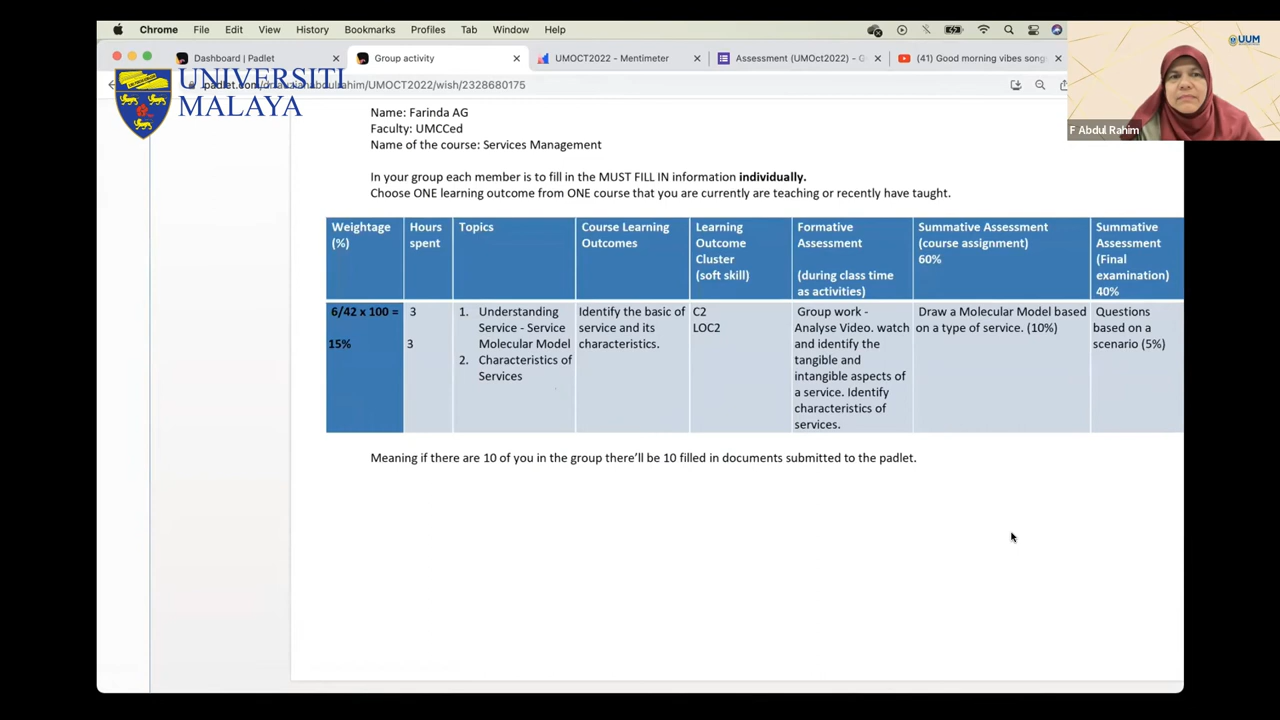 Chrome File Edit View History Bookmarks Profiles Tab Window Help
Dashboard | Padlet
Group activity
UMOCT2022 - Mentimeter
Assessment (UMOct2022) - G
(41) Good morning vibes song
UNIVERSITI
MALAYA
/UMOCT2022/wish/2328680175
UUM
F Abdul Rahim
Name: Farinda AG
Faculty: UMCCed
Name of the course: Services Management
In your group each member is to fill in the MUST FILL IN information individually.
Choose ONE learning outcome from ONE course that you are currently are teaching or recently have taught.
Weightage
(%)
Hours
spent
Topics
Course Learning
Outcomes
Learning
Outcome
Cluster
(soft skill)
Formative
Assessment
(during class time
as activities)
Summative Assessment
(course assignment)
60%
Summative
Assessment
(Final
examination)
40%
6/42 x 100 =
15%
3
3
1. Understanding
Service - Service
Molecular Model
2. Characteristics of
Services
Identify the basic of
service and its
characteristics.
C2
LOC2
Group work -
Analyse Video. watch
and identify the
tangible and
intangible aspects of
a service. Identify
characteristics of
services.
Draw a Molecular Model based
on a type of service. (10%)
Questions
based on a
scenario (5%)
Meaning if there are 10 of you in the group there'll be 10 filled in documents submitted to the padlet.